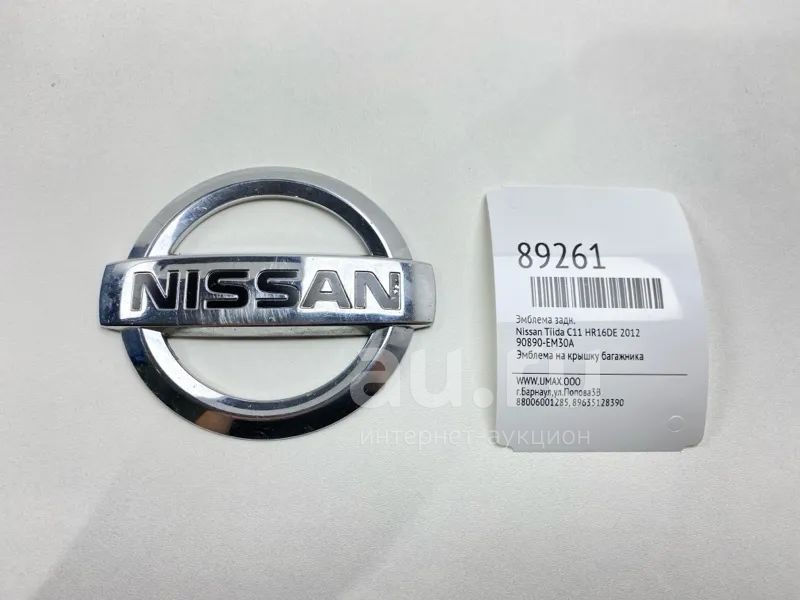 NISSAN
89261
Эмблема задн.
Nissan Tiida C11 HR16DE 2012
90890-EM30A
Эмблема на крышку багажника
WWW.UMAX.OOO
г.Барнаул,ул.Попова3В
88006001285, 89635128390
au.ru
интернет-аукцион